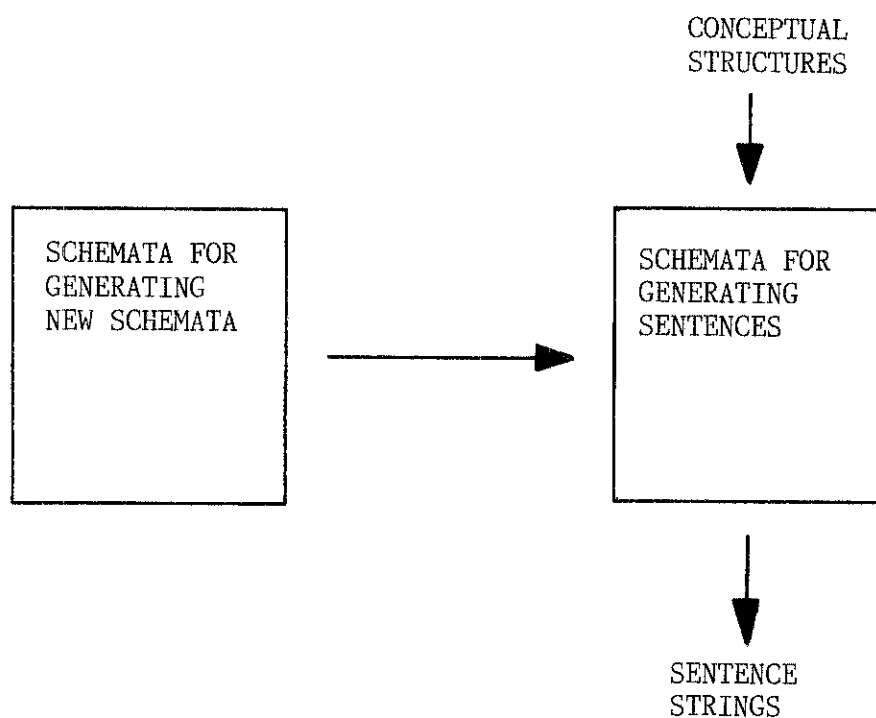 CONCEPTUAL
STRUCTURES
SCHEMATA FOR
GENERATING
NEW SCHEMATA
SCHEMATA FOR
GENERATING
SENTENCES
SENTENCE
STRINGS